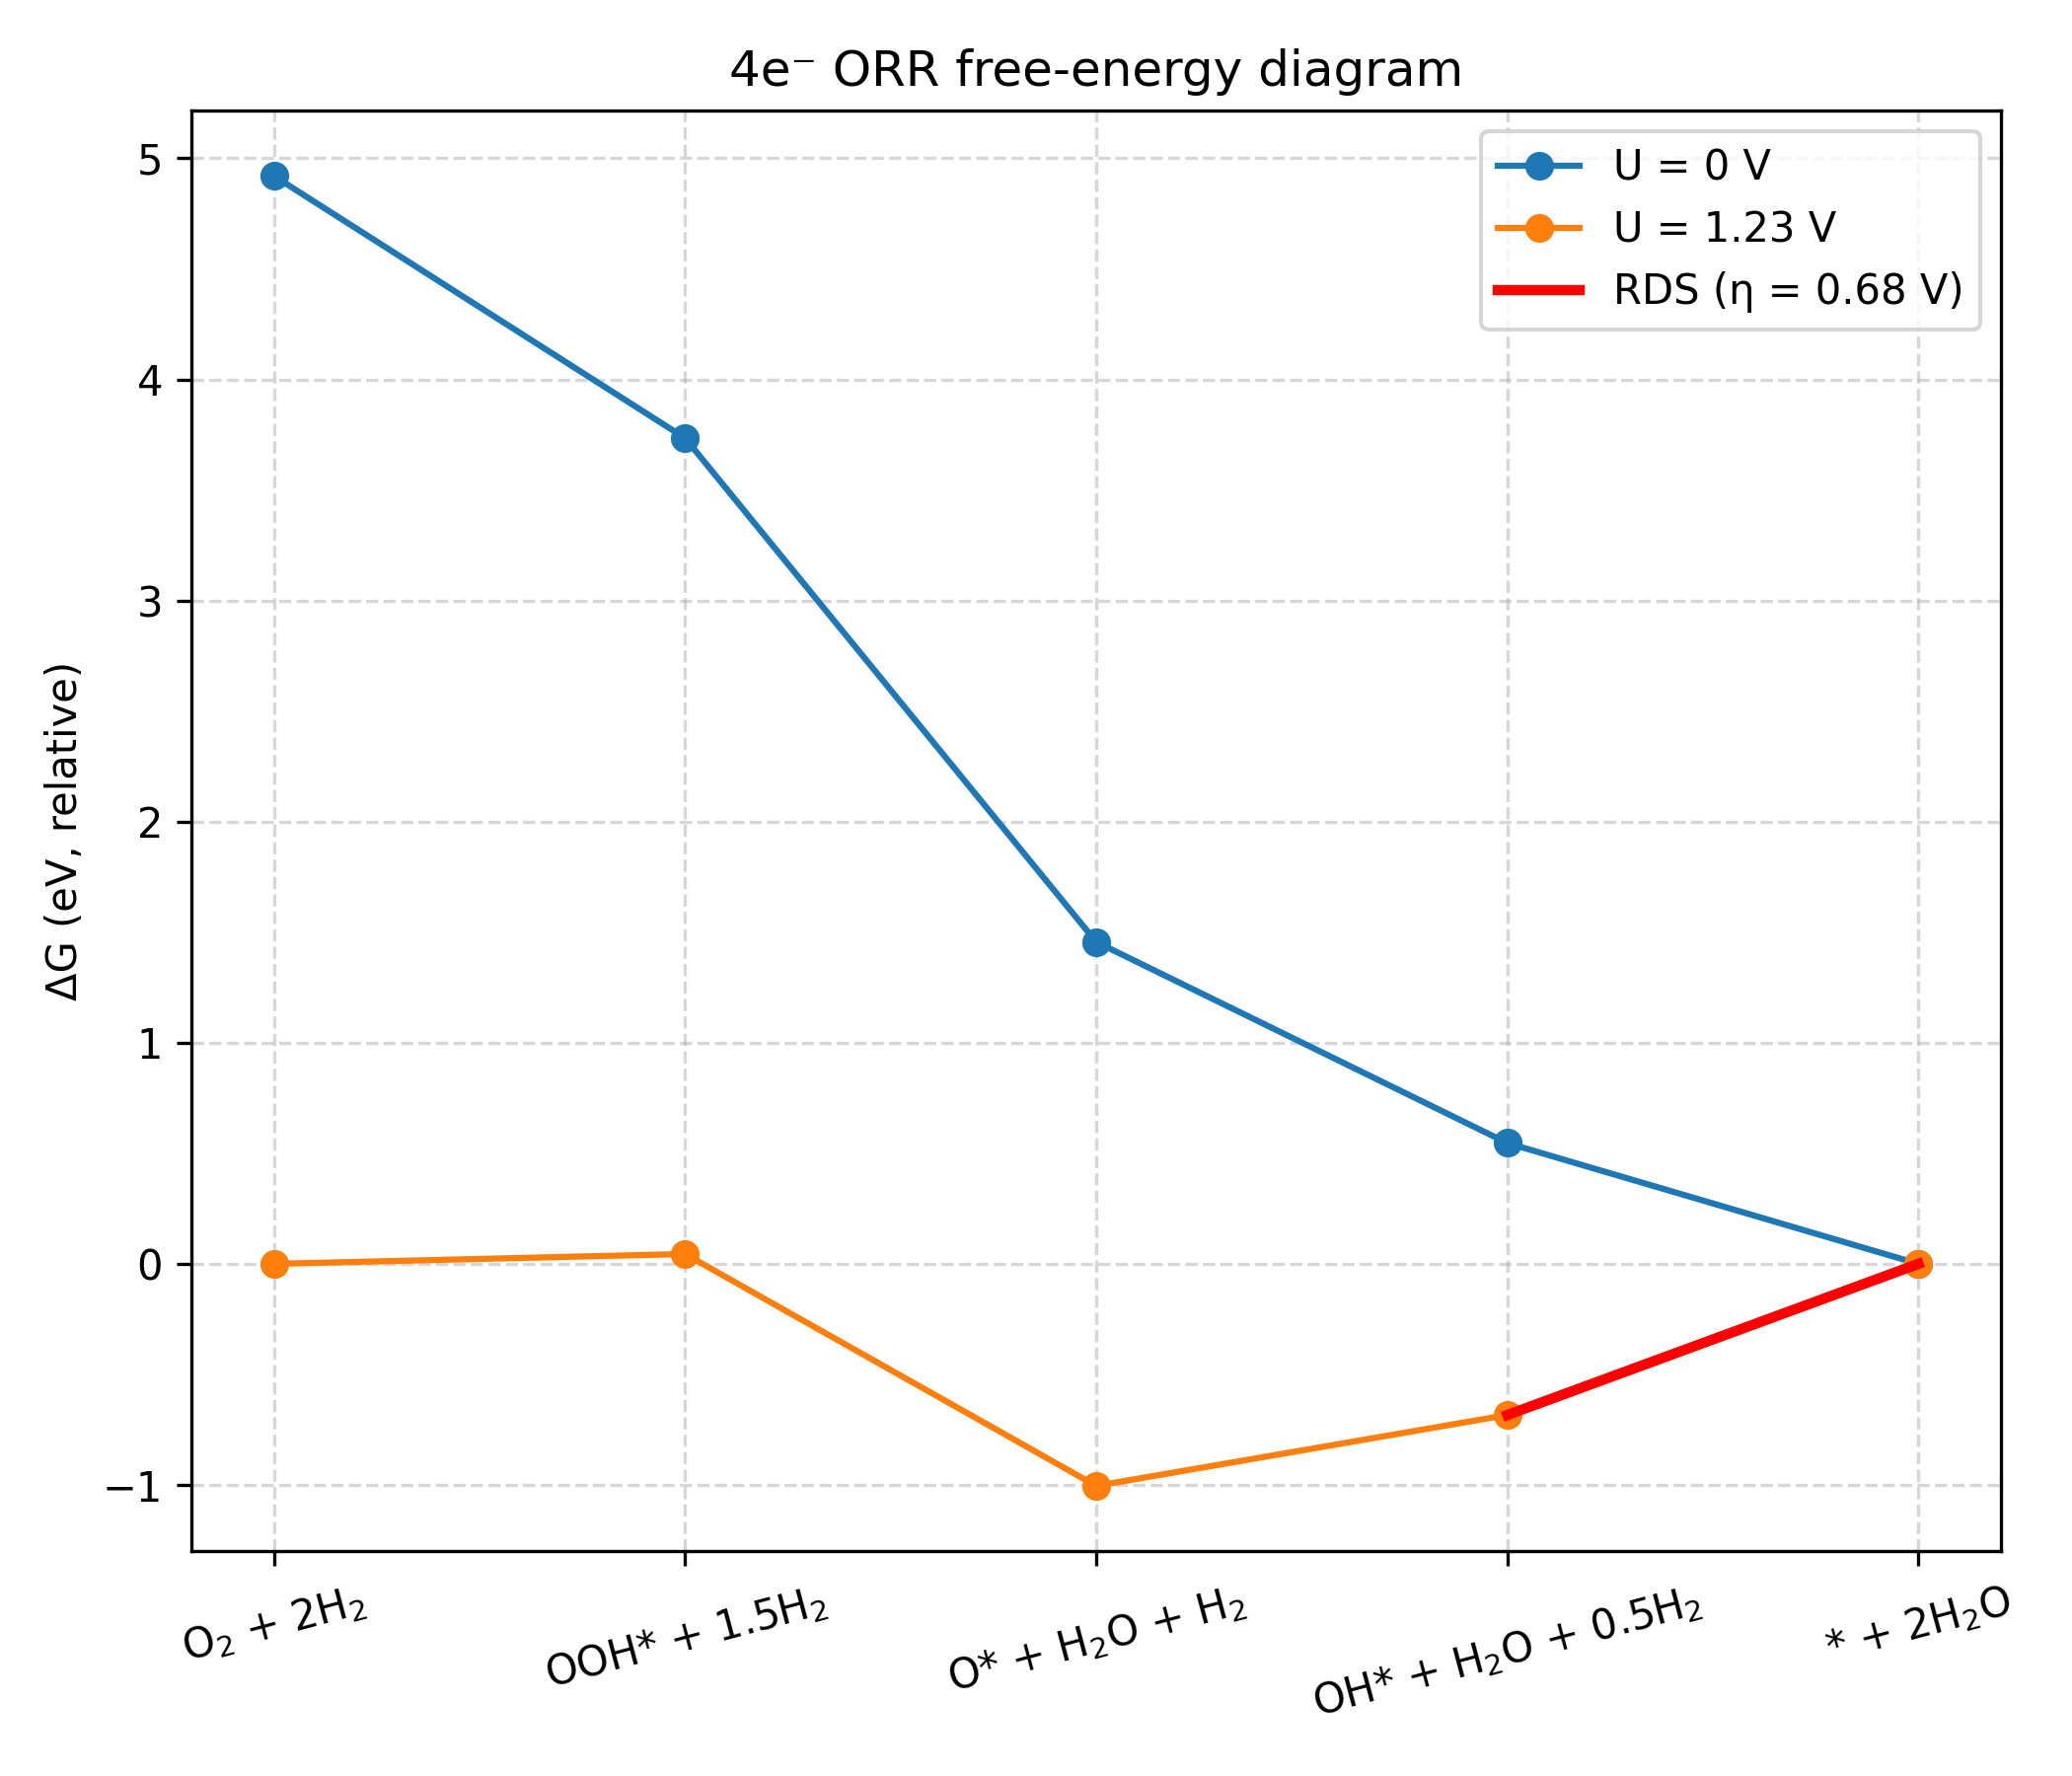 4e⁻ ORR free-energy diagram
U = 0 V
U = 1.23 V
RDS (η = 0.68 V)
ΔG (eV, relative)
5
4
3
2
1
0
−1
O₂ + 2H₂
OOH* + 1.5H₂
O* + H₂O + H₂
OH* + H₂O + 0.5H₂
* + 2H₂O